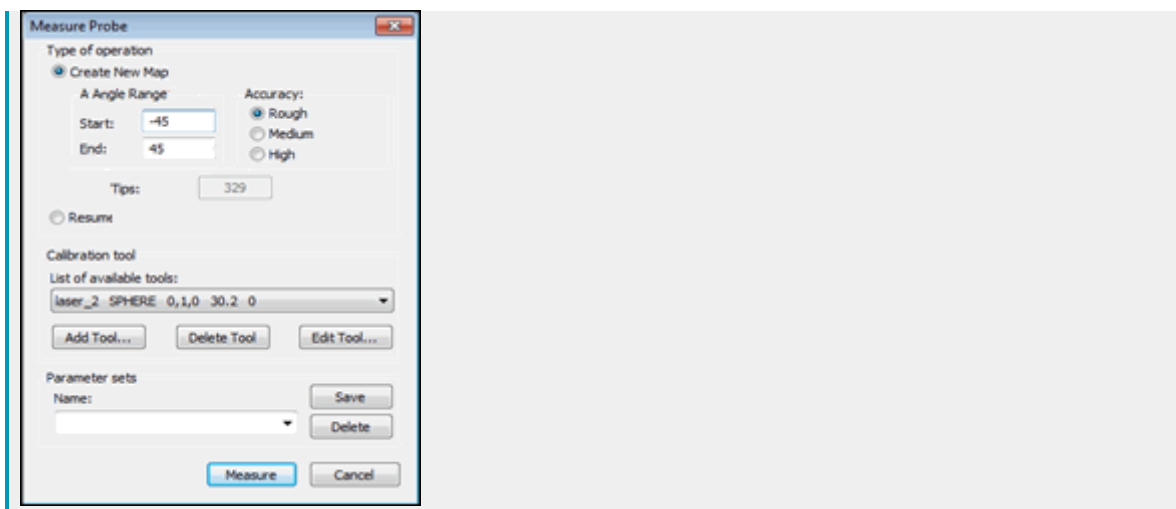 Measure Probe
Type of operation
Create New Map
A Angle Range
Accuracy:
Start: -45
Rough
Medium
End: 45
High
Tips: 329
Resume
Calibration tool
List of available tools:
laser_2 SPHERE 0,1,0 30.2 0
Add Tool... Delete Tool Edit Tool...
Parameter sets
Name:
Save
Delete
Measure Cancel